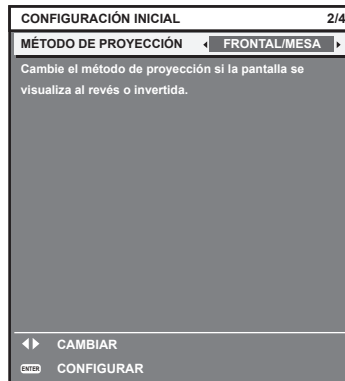 CONFIGURACIÓN INICIAL 2/4
MÉTODO DE PROYECCIÓN FRONTAL/MESA
Cambie el método de proyección si la pantalla se
visualiza al revés o invertida.
CAMBIAR
ENTER CONFIGURAR